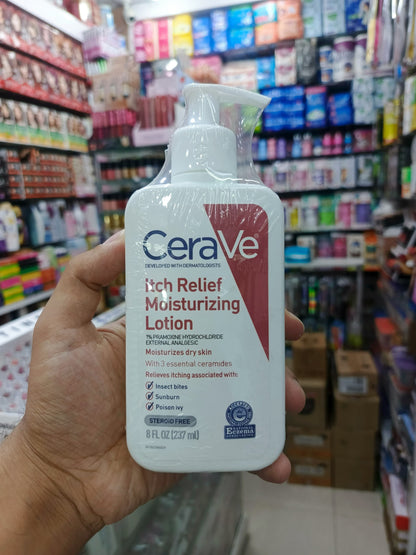 CeraVe
DEVELOPED WITH DERMATOLOGISTS
Itch Relief
Moisturizing
Lotion
1% PRAMOXINE HYDROCHLORIDE
EXTERNAL ANALGESIC
Moisturizes dry skin
With 3 essential ceramides
Relieves itching associated with:
Insect bites
Sunburn
Poison ivy
STEROID FREE
8 FL OZ (237 mL)
Eczema